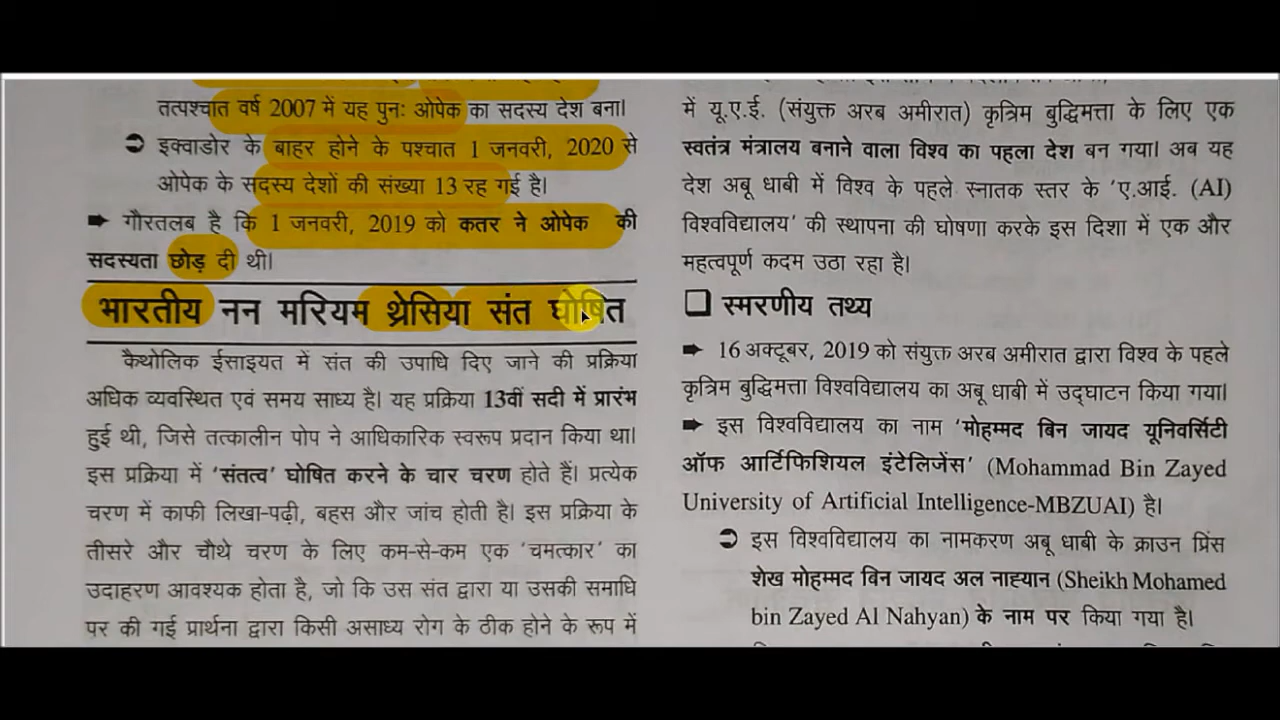 तत्पश्चात वर्ष 2007 में यह पुनः ओपेक का सदस्य देश बना।
➲ इक्वाडोर के बाहर होने के पश्चात 1 जनवरी, 2020 से
ओपेक के सदस्य देशों की संख्या 13 रह गई है।
➡ गौरतलब है कि 1 जनवरी, 2019 को कतर ने ओपेक की
सदस्यता छोड़ दी थी।
भारतीय नन मरियम थ्रेसिया संत घोषित
कैथोलिक ईसाइयत में संत की उपाधि दिए जाने की प्रक्रिया
अधिक व्यवस्थित एवं समय साध्य है। यह प्रक्रिया 13वीं सदी में प्रारंभ
हुई थी, जिसे तत्कालीन पोप ने आधिकारिक स्वरूप प्रदान किया था।
इस प्रक्रिया में 'संतत्व' घोषित करने के चार चरण होते हैं। प्रत्येक
चरण में काफी लिखा-पढ़ी, बहस और जांच होती है। इस प्रक्रिया के
तीसरे और चौथे चरण के लिए कम-से-कम एक 'चमत्कार' का
उदाहरण आवश्यक होता है, जो कि उस संत द्वारा या उसकी समाधि
पर की गई प्रार्थना द्वारा किसी असाध्य रोग के ठीक होने के रूप में
में यू.ए.ई. (संयुक्त अरब अमीरात) कृत्रिम बुद्धिमत्ता के लिए एक
स्वतंत्र मंत्रालय बनाने वाला विश्व का पहला देश बन गया। अब यह
देश अबू धाबी में विश्व के पहले स्नातक स्तर के 'ए.आई. (AI)
विश्वविद्यालय' की स्थापना की घोषणा करके इस दिशा में एक और
महत्वपूर्ण कदम उठा रहा है।
❑ स्मरणीय तथ्य
➡ 16 अक्टूबर, 2019 को संयुक्त अरब अमीरात द्वारा विश्व के पहले
कृत्रिम बुद्धिमत्ता विश्वविद्यालय का अबू धाबी में उद्घाटन किया गया।
➡ इस विश्वविद्यालय का नाम 'मोहम्मद बिन जायद यूनिवर्सिटी
ऑफ आर्टिफिशियल इंटेलिजेंस' (Mohammad Bin Zayed
University of Artificial Intelligence-MBZUAI) है।
➲ इस विश्वविद्यालय का नामकरण अबू धाबी के क्राउन प्रिंस
शेख मोहम्मद बिन जायद अल नाह्यान (Sheikh Mohamed
bin Zayed Al Nahyan) के नाम पर किया गया है।